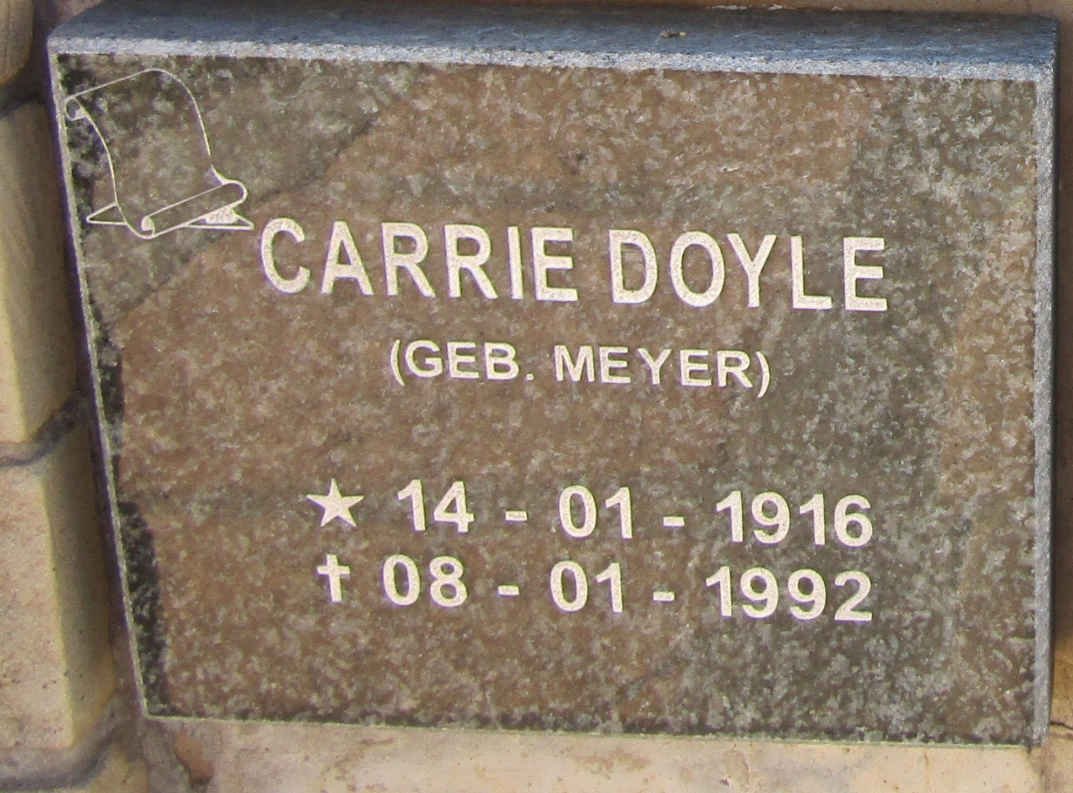 CARRIE DOYLE
(GEB. MEYER)
★ 14 - 01 - 1916
✝ 08 - 01 - 1992